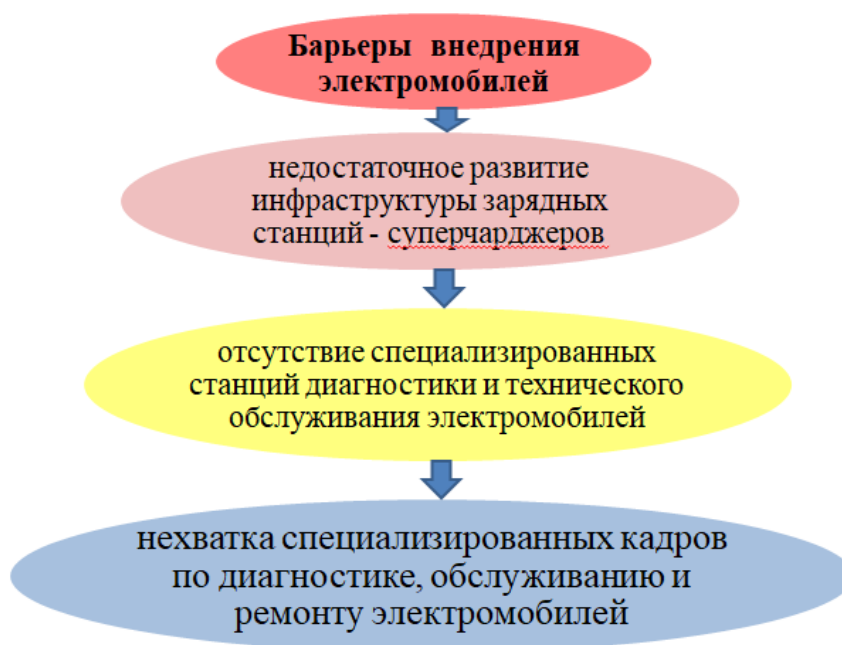 Барьеры внедрения
электромобилей
недостаточное развитие
инфраструктуры зарядных
станций - суперчарджеров
отсутствие специализированных
станций диагностики и технического
обслуживания электромобилей
нехватка специализированных кадров
по диагностике, обслуживанию и
ремонту электромобилей